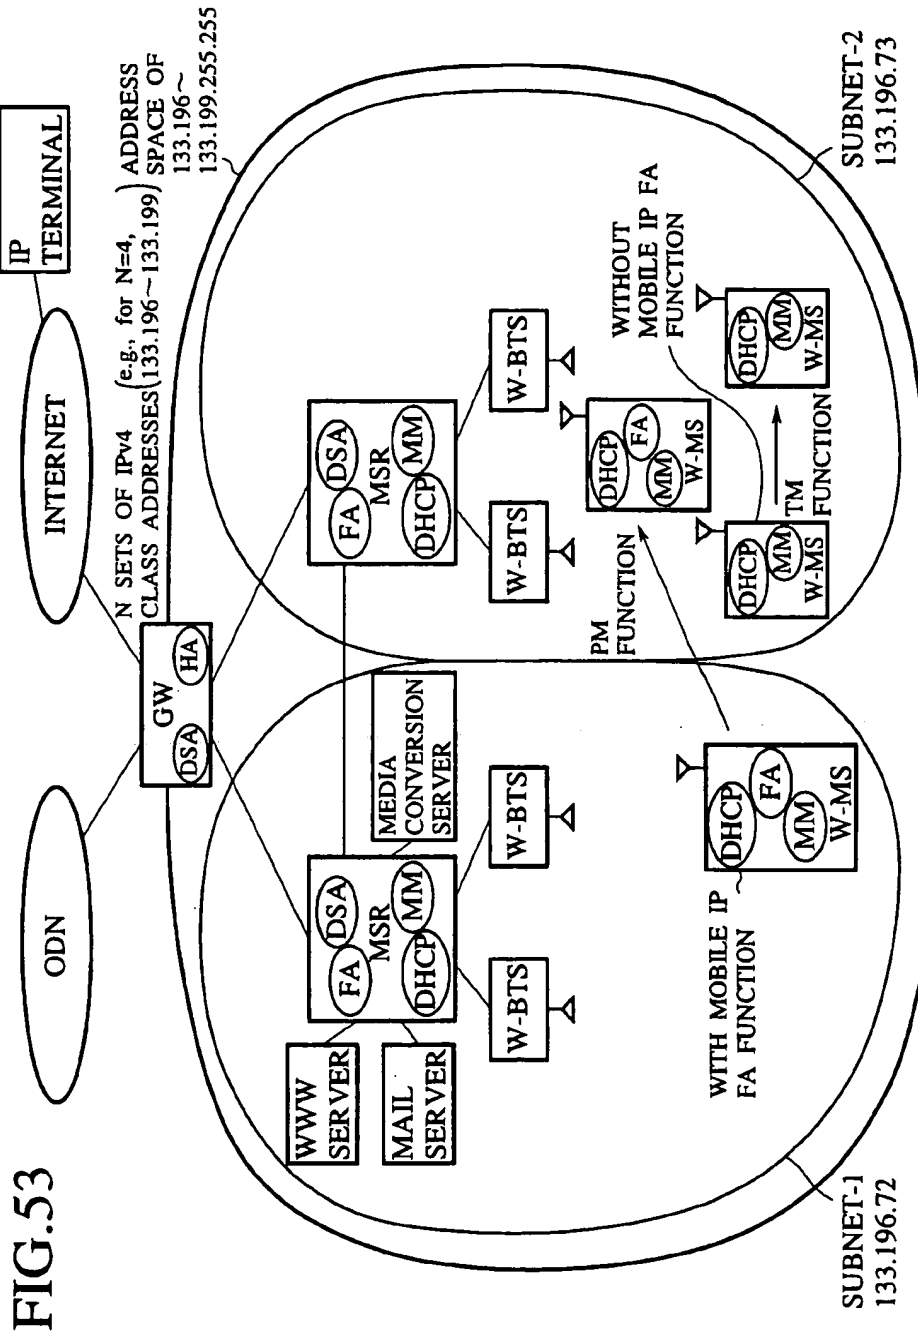 FIG.53
ODN
INTERNET
IP
TERMINAL
N SETS OF IPv4
CLASS ADDRESSES
(e.g., for N=4,
133.196~133.199)
ADDRESS
SPACE OF
133.196~
133.199.255.255
GW
DSA
HA
WWW
SERVER
MAIL
SERVER
FA
DSA
MSR
DHCP
MM
MEDIA
CONVERSION
SERVER
FA
DSA
MSR
DHCP
MM
W-BTS
W-BTS
W-BTS
W-BTS
WITH MOBILE IP
FA FUNCTION
DHCP
FA
MM
W-MS
PM
FUNCTION
DHCP
FA
MM
W-MS
WITHOUT
MOBILE IP FA
FUNCTION
DHCP
MM
W-MS
TM
FUNCTION
DHCP
MM
W-MS
SUBNET-1
133.196.72
SUBNET-2
133.196.73